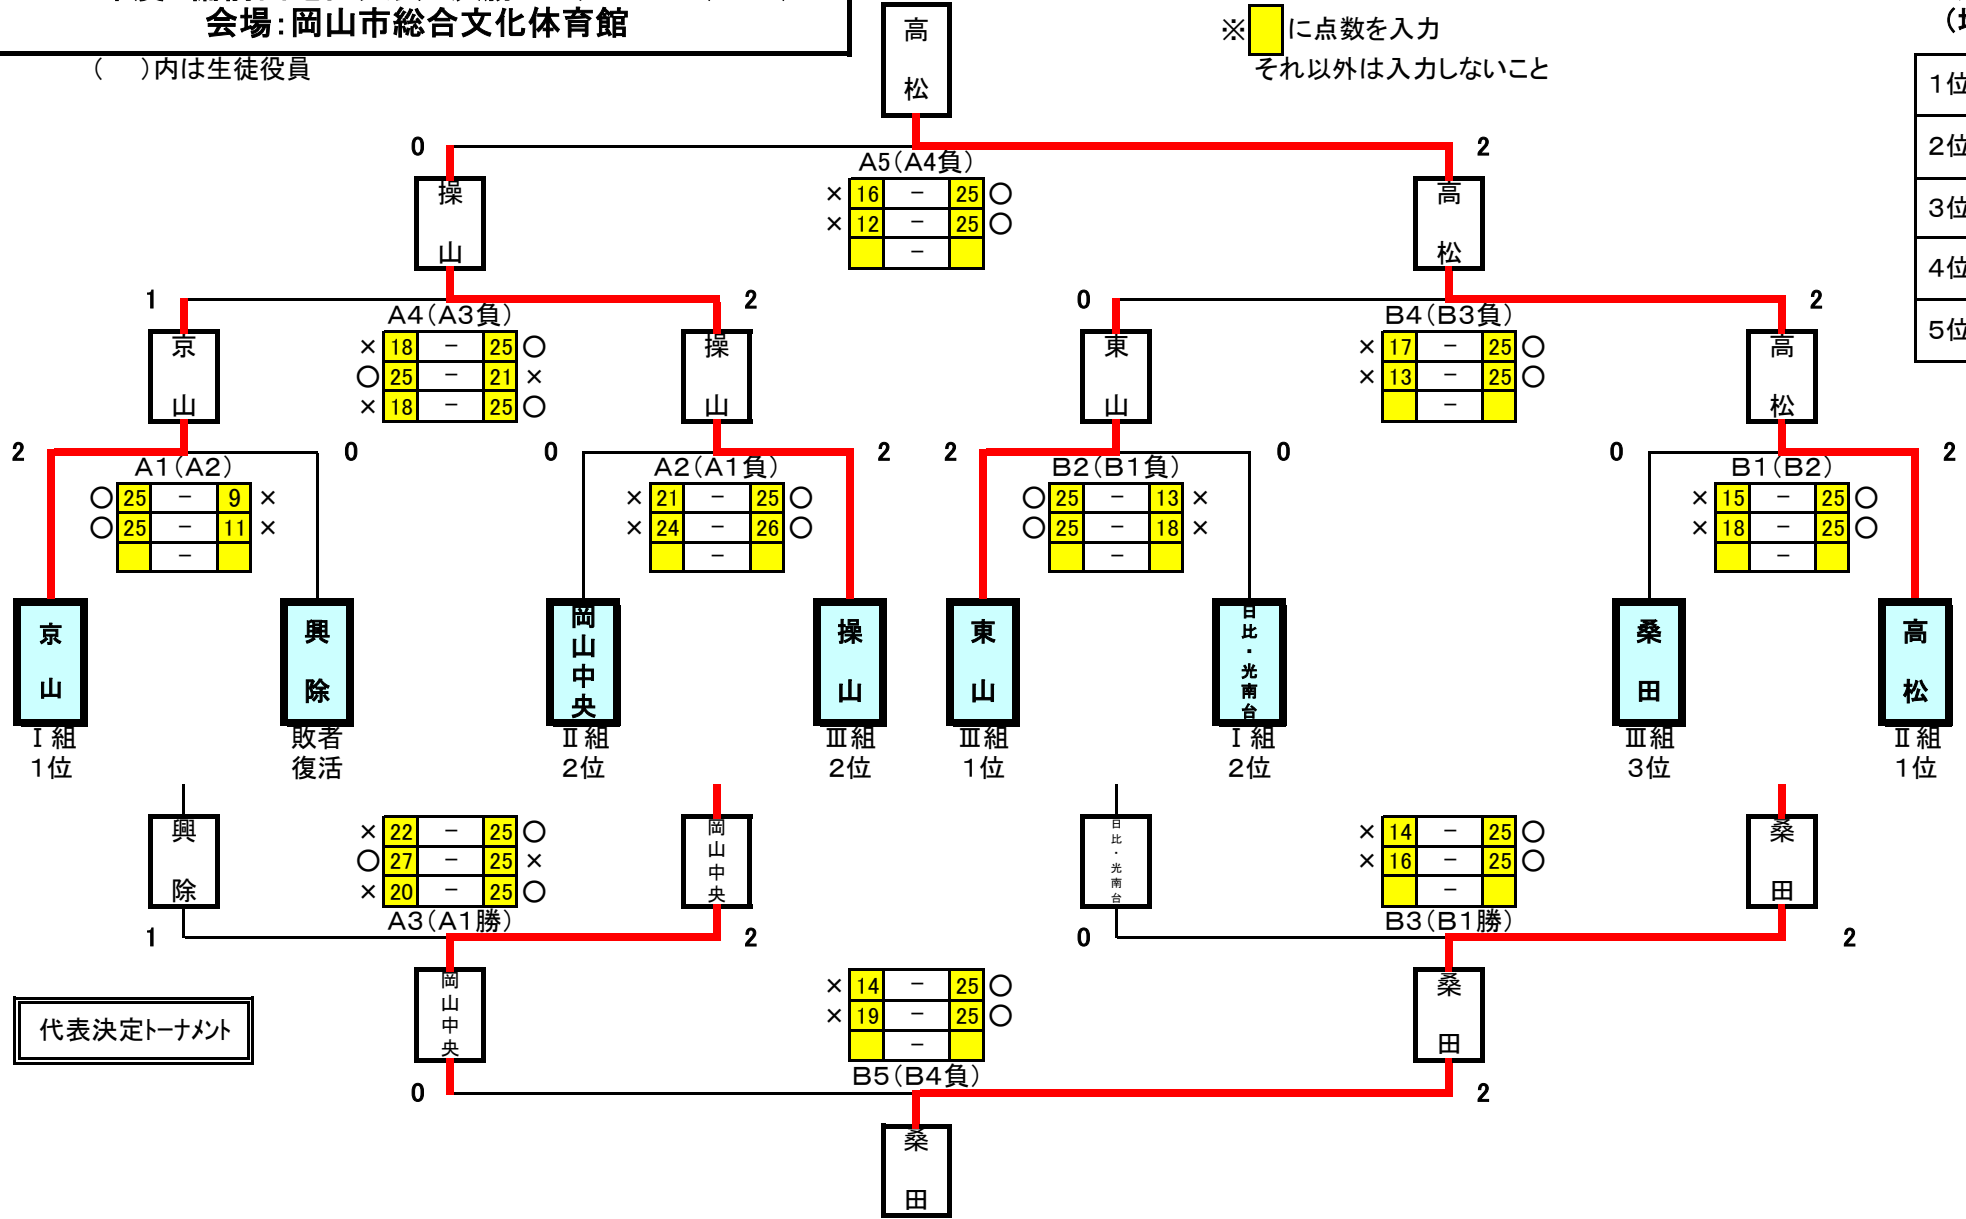 会場：岡山市総合文化体育館
（　）内は生徒役員
※　に点数を入力
それ以外は入力しないこと
1位
2位
3位
4位
5位
高松
0 2
A5（A4負）
操山
× 16 － 25 ○
× 12 － 25 ○
－
高松
1 2 0 2
A4（A3負）
B4（B3負）
京山
× 18 － 25 ○
○ 25 － 21 ×
× 18 － 25 ○
操山
東山
× 17 － 25 ○
× 13 － 25 ○
－
高松
2 0 0 2 2 0 0 2
A1（A2）
○ 25 － 9 ×
○ 25 － 11 ×
－
A2（A1負）
× 21 － 25 ○
× 24 － 26 ○
－
B2（B1負）
○ 25 － 13 ×
○ 25 － 18 ×
－
B1（B2）
× 15 － 25 ○
× 18 － 25 ○
－
京山
Ⅰ組
1位
興除
敗者
復活
岡山中央
Ⅱ組
2位
操山
Ⅲ組
2位
東山
Ⅲ組
1位
日比・光南台
Ⅰ組
2位
桑田
Ⅲ組
3位
高松
Ⅱ組
1位
興除
× 22 － 25 ○
○ 27 － 25 ×
× 20 － 25 ○
岡山中央
日比・光南台
× 14 － 25 ○
× 16 － 25 ○
－
桑田
A3（A1勝）
B3（B1勝）
1 2 0 2
岡山中央
× 14 － 25 ○
× 19 － 25 ○
－
桑田
代表決定トーナメント
B5（B4負）
0 2
桑田